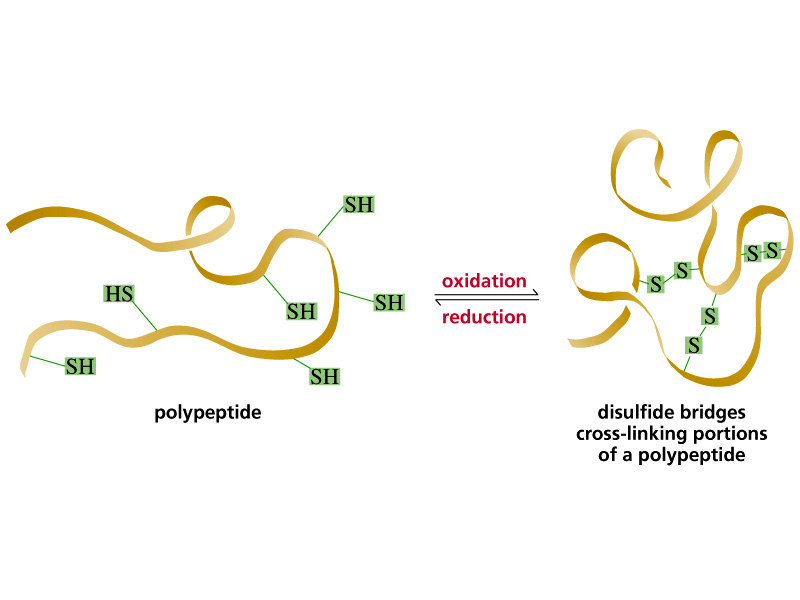 SH
HS
SH
SH
SH
SH
polypeptide
oxidation
reduction
S S
S S
S
S
disulfide bridges
cross-linking portions
of a polypeptide